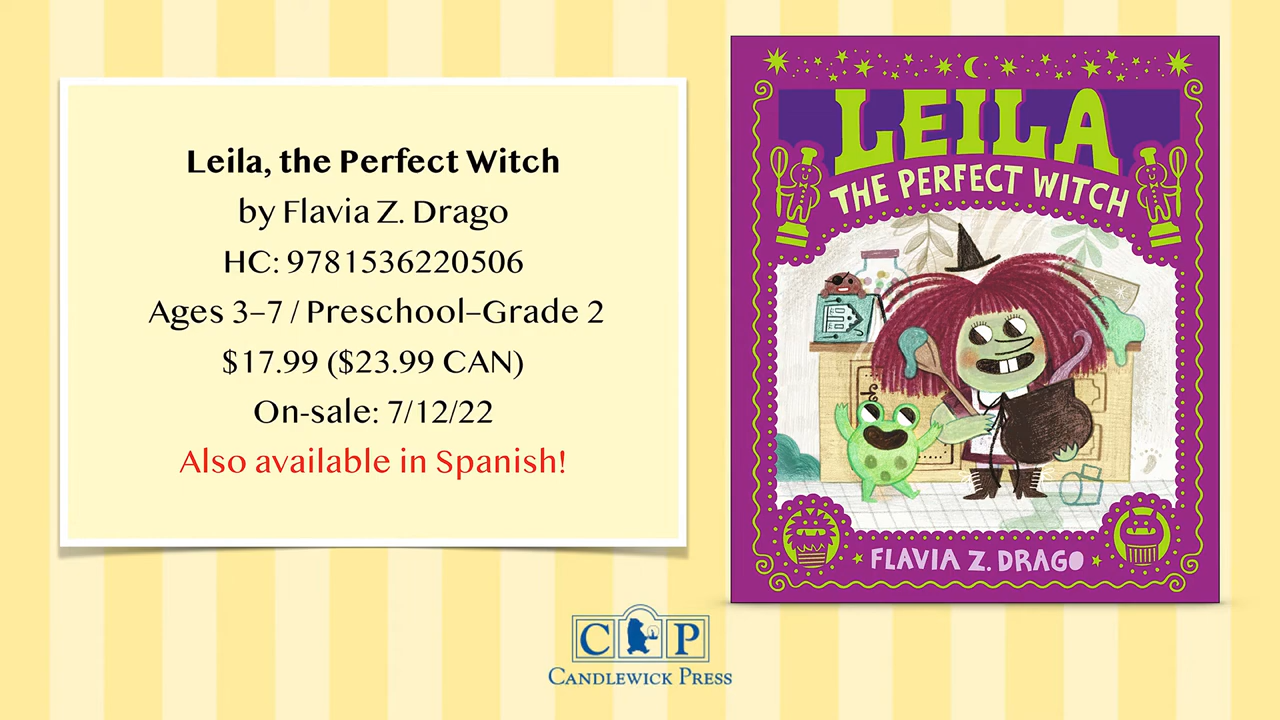 Leila, the Perfect Witch
by Flavia Z. Drago
HC: 9781536220506
Ages 3–7 / Preschool–Grade 2
$17.99 ($23.99 CAN)
On-sale: 7/12/22
Also available in Spanish!
LEILA
THE PERFECT WITCH
FLAVIA Z. DRAGO
C P
CANDLEWICK PRESS